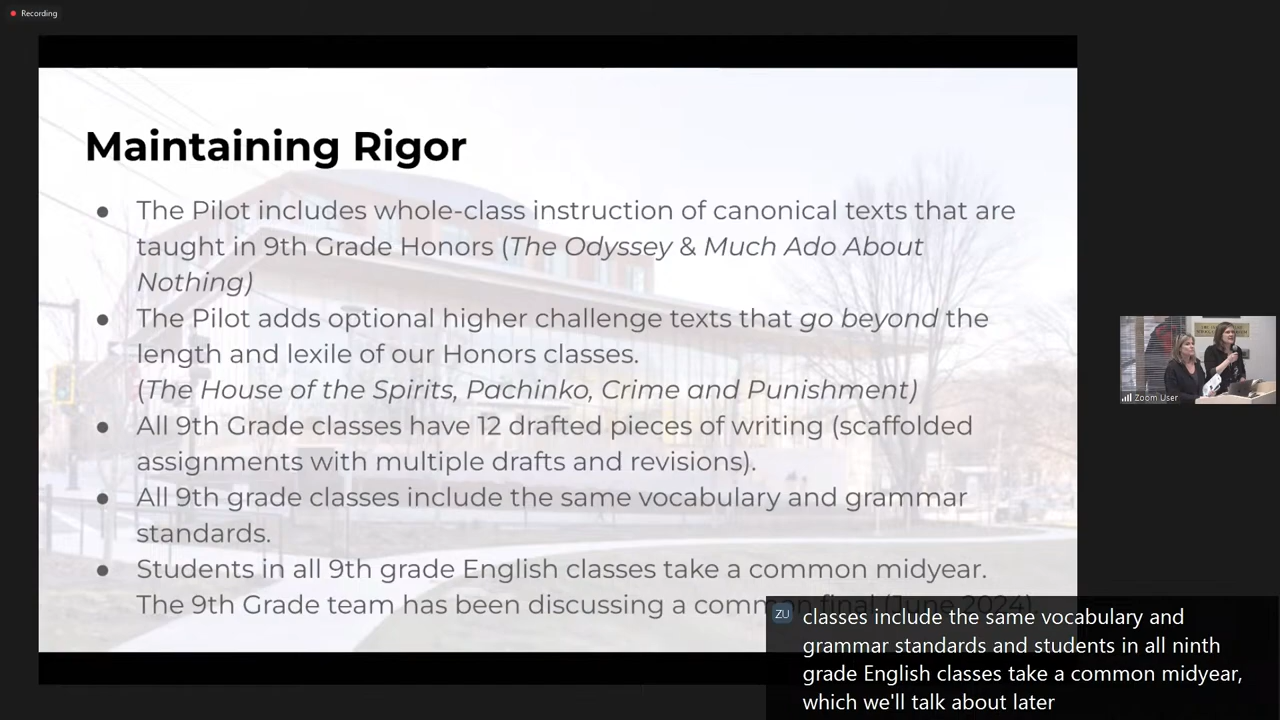 Recording
Maintaining Rigor
● The Pilot includes whole-class instruction of canonical texts that are
taught in 9th Grade Honors (The Odyssey & Much Ado About
Nothing)
● The Pilot adds optional higher challenge texts that go beyond the
length and lexile of our Honors classes.
(The House of the Spirits, Pachinko, Crime and Punishment)
● All 9th Grade classes have 12 drafted pieces of writing (scaffolded
assignments with multiple drafts and revisions).
● All 9th grade classes include the same vocabulary and grammar
standards.
● Students in all 9th grade English classes take a common midyear.
The 9th Grade team has been discussing a common final (June 2024).
Zoom User
ZU
classes include the same vocabulary and
grammar standards and students in all ninth
grade English classes take a common midyear,
which we'll talk about later